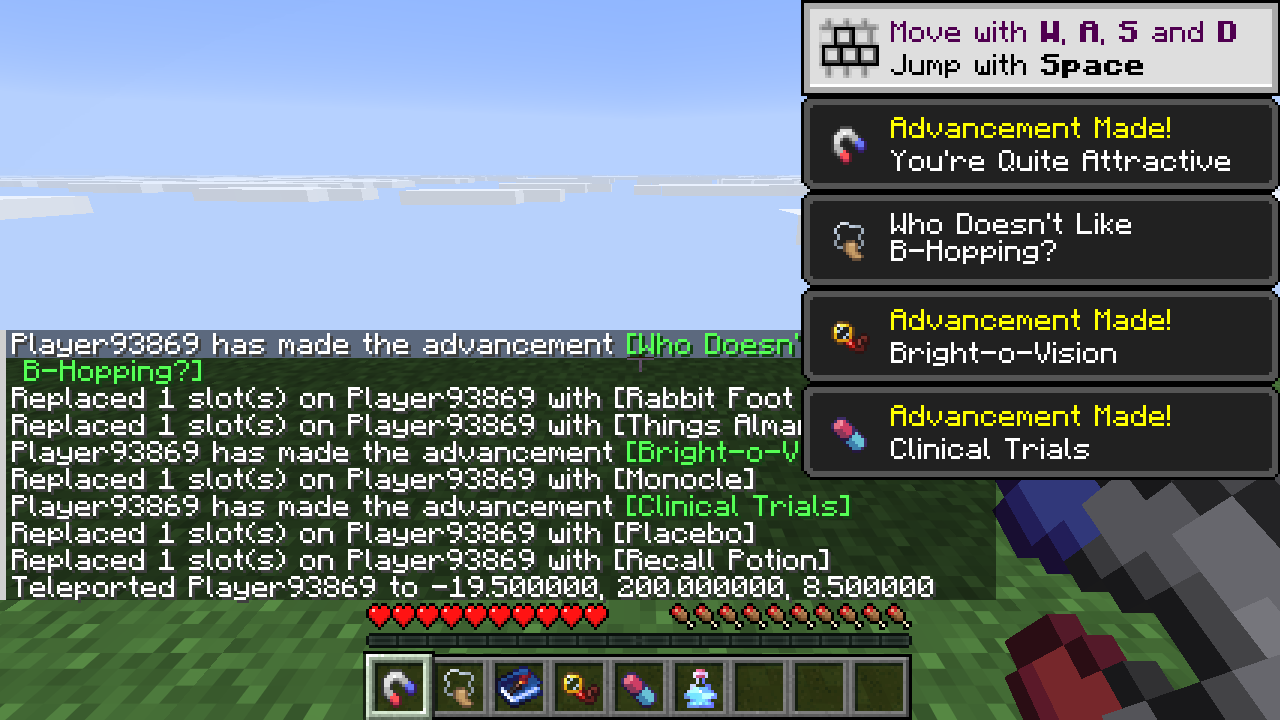 Move with W, A, S and D
Jump with Space
Advancement Made!
You're Quite Attractive
Who Doesn't Like
B-Hopping?
Advancement Made!
Bright-o-Vision
Advancement Made!
Clinical Trials
Player93869 has made the advancement [Who Doesn'
B-Hopping?]
Replaced 1 slot(s) on Player93869 with [Rabbit Foot
Replaced 1 slot(s) on Player93869 with [Things Alma
Player93869 has made the advancement [Bright-o-V
Replaced 1 slot(s) on Player93869 with [Monocle]
Player93869 has made the advancement [Clinical Trials]
Replaced 1 slot(s) on Player93869 with [Placebo]
Replaced 1 slot(s) on Player93869 with [Recall Potion]
Teleported Player93869 to -19.500000, 200.000000, 8.500000